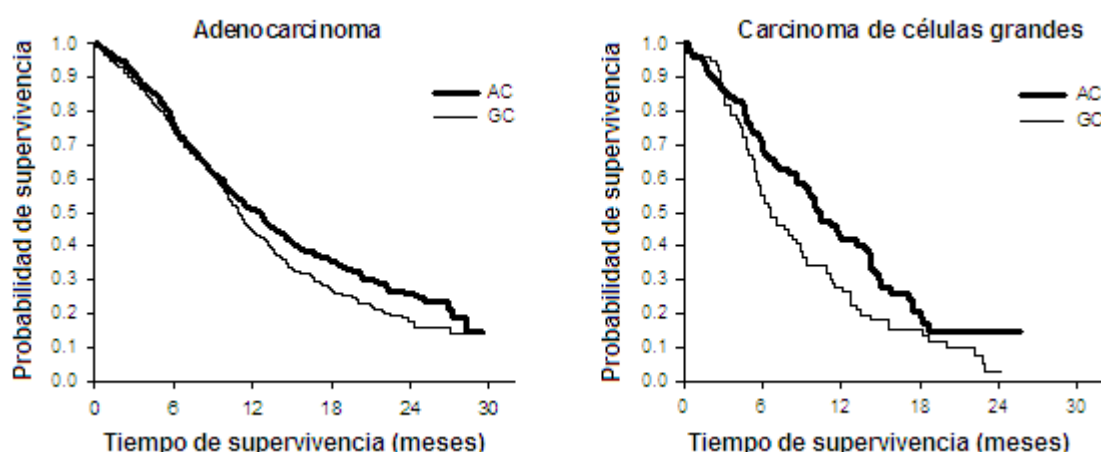 Adenocarcinoma
Probabilidad de supervivencia
1.0
0.9
0.8
0.7
0.6
0.5
0.4
0.3
0.2
0.1
0.0
AC
GC
0 6 12 18 24 30
Tiempo de supervivencia (meses)
Carcinoma de células grandes
Probabilidad de supervivencia
1.0
0.9
0.8
0.7
0.6
0.5
0.4
0.3
0.2
0.1
0.0
AC
GC
0 6 12 18 24 30
Tiempo de supervivencia (meses)